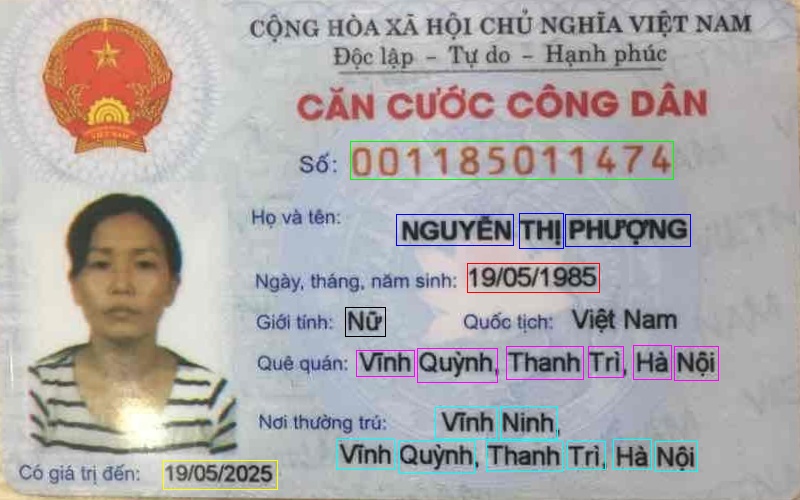 CỘNG HÒA XÃ HỘI CHỦ NGHĨA VIỆT NAM
Độc lập - Tự do - Hạnh phúc
CĂN CƯỚC CÔNG DÂN
Số: 001185011474
Họ và tên: NGUYỄN THỊ PHƯỢNG
Ngày, tháng, năm sinh: 19/05/1985
Giới tính: Nữ Quốc tịch: Việt Nam
Quê quán: Vĩnh Quỳnh, Thanh Trì, Hà Nội
Nơi thường trú: Vĩnh Ninh,
Vĩnh Quỳnh, Thanh Trì, Hà Nội
Có giá trị đến: 19/05/2025